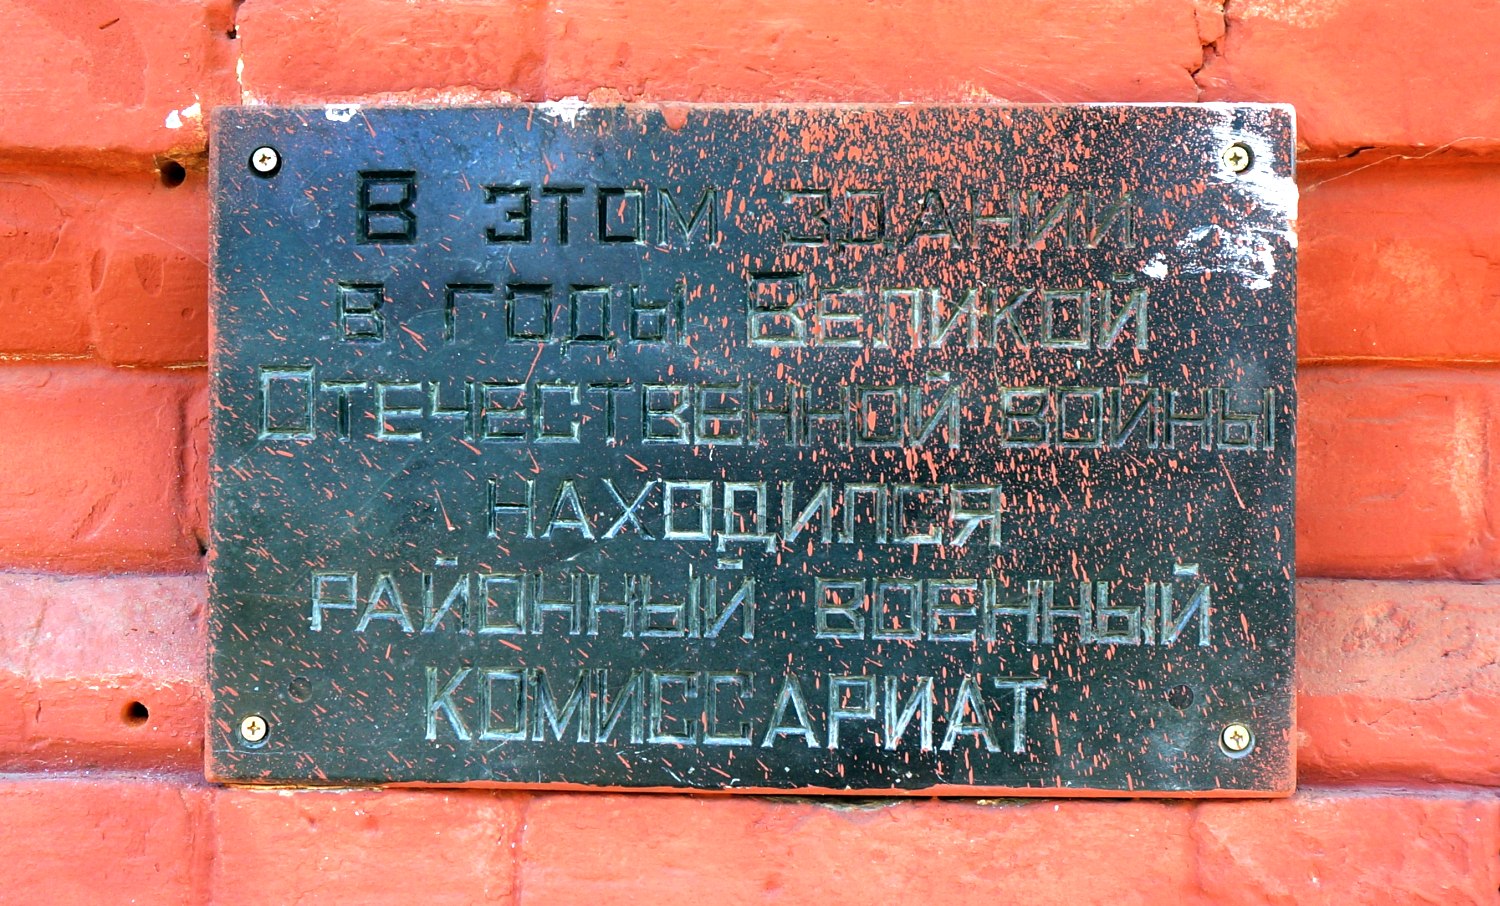 В этом здании
в годы Великой
Отечественной войны
находился
районный военный
комиссариат